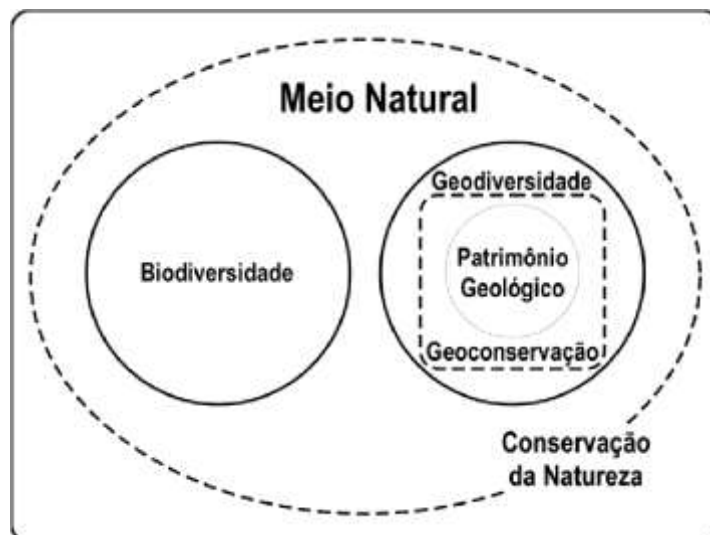 Meio Natural
Biodiversidade
Geodiversidade
Patrimônio
Geológico
Geoconservação
Conservação
da Natureza